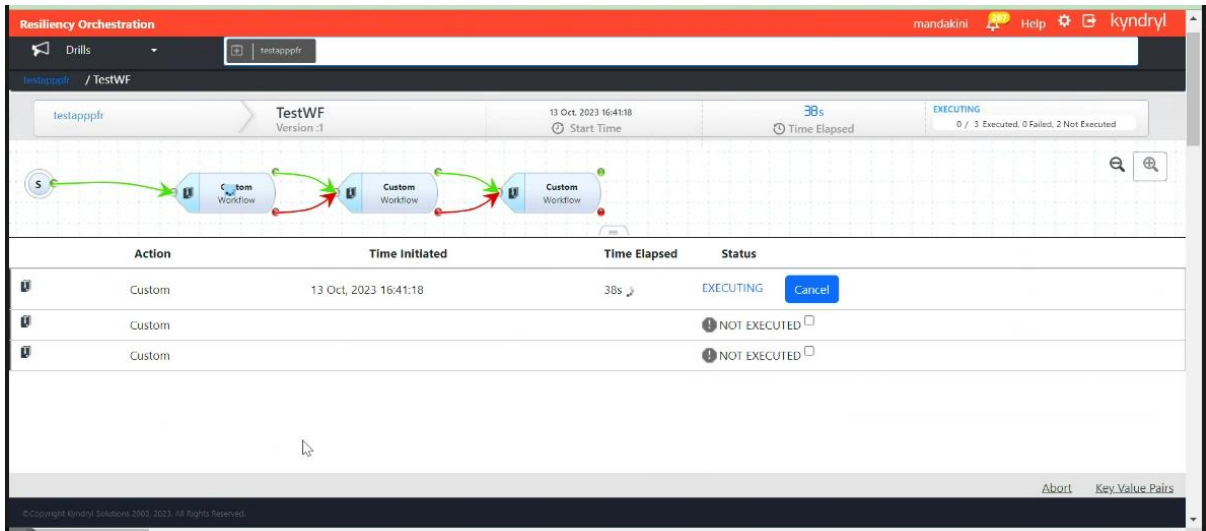 Resiliency Orchestration
mandakini Help kyndryl
Drills
testapppfr
testapppfr / TestWF
testapppfr
TestWF
Version :1
13 Oct, 2023 16:41:18
Start Time
38s
Time Elapsed
EXECUTING
0 / 3 Executed, 0 Failed, 2 Not Executed
S
Workflow
Custom
Workflow
Custom
Workflow
Action Time Initiated Time Elapsed Status
Custom 13 Oct, 2023 16:41:18 38s EXECUTING Cancel
Custom NOT EXECUTED
Custom NOT EXECUTED
Abort Key Value Pairs
©Copyright Kyndryl Solutions 2003, 2023. All Rights Reserved.